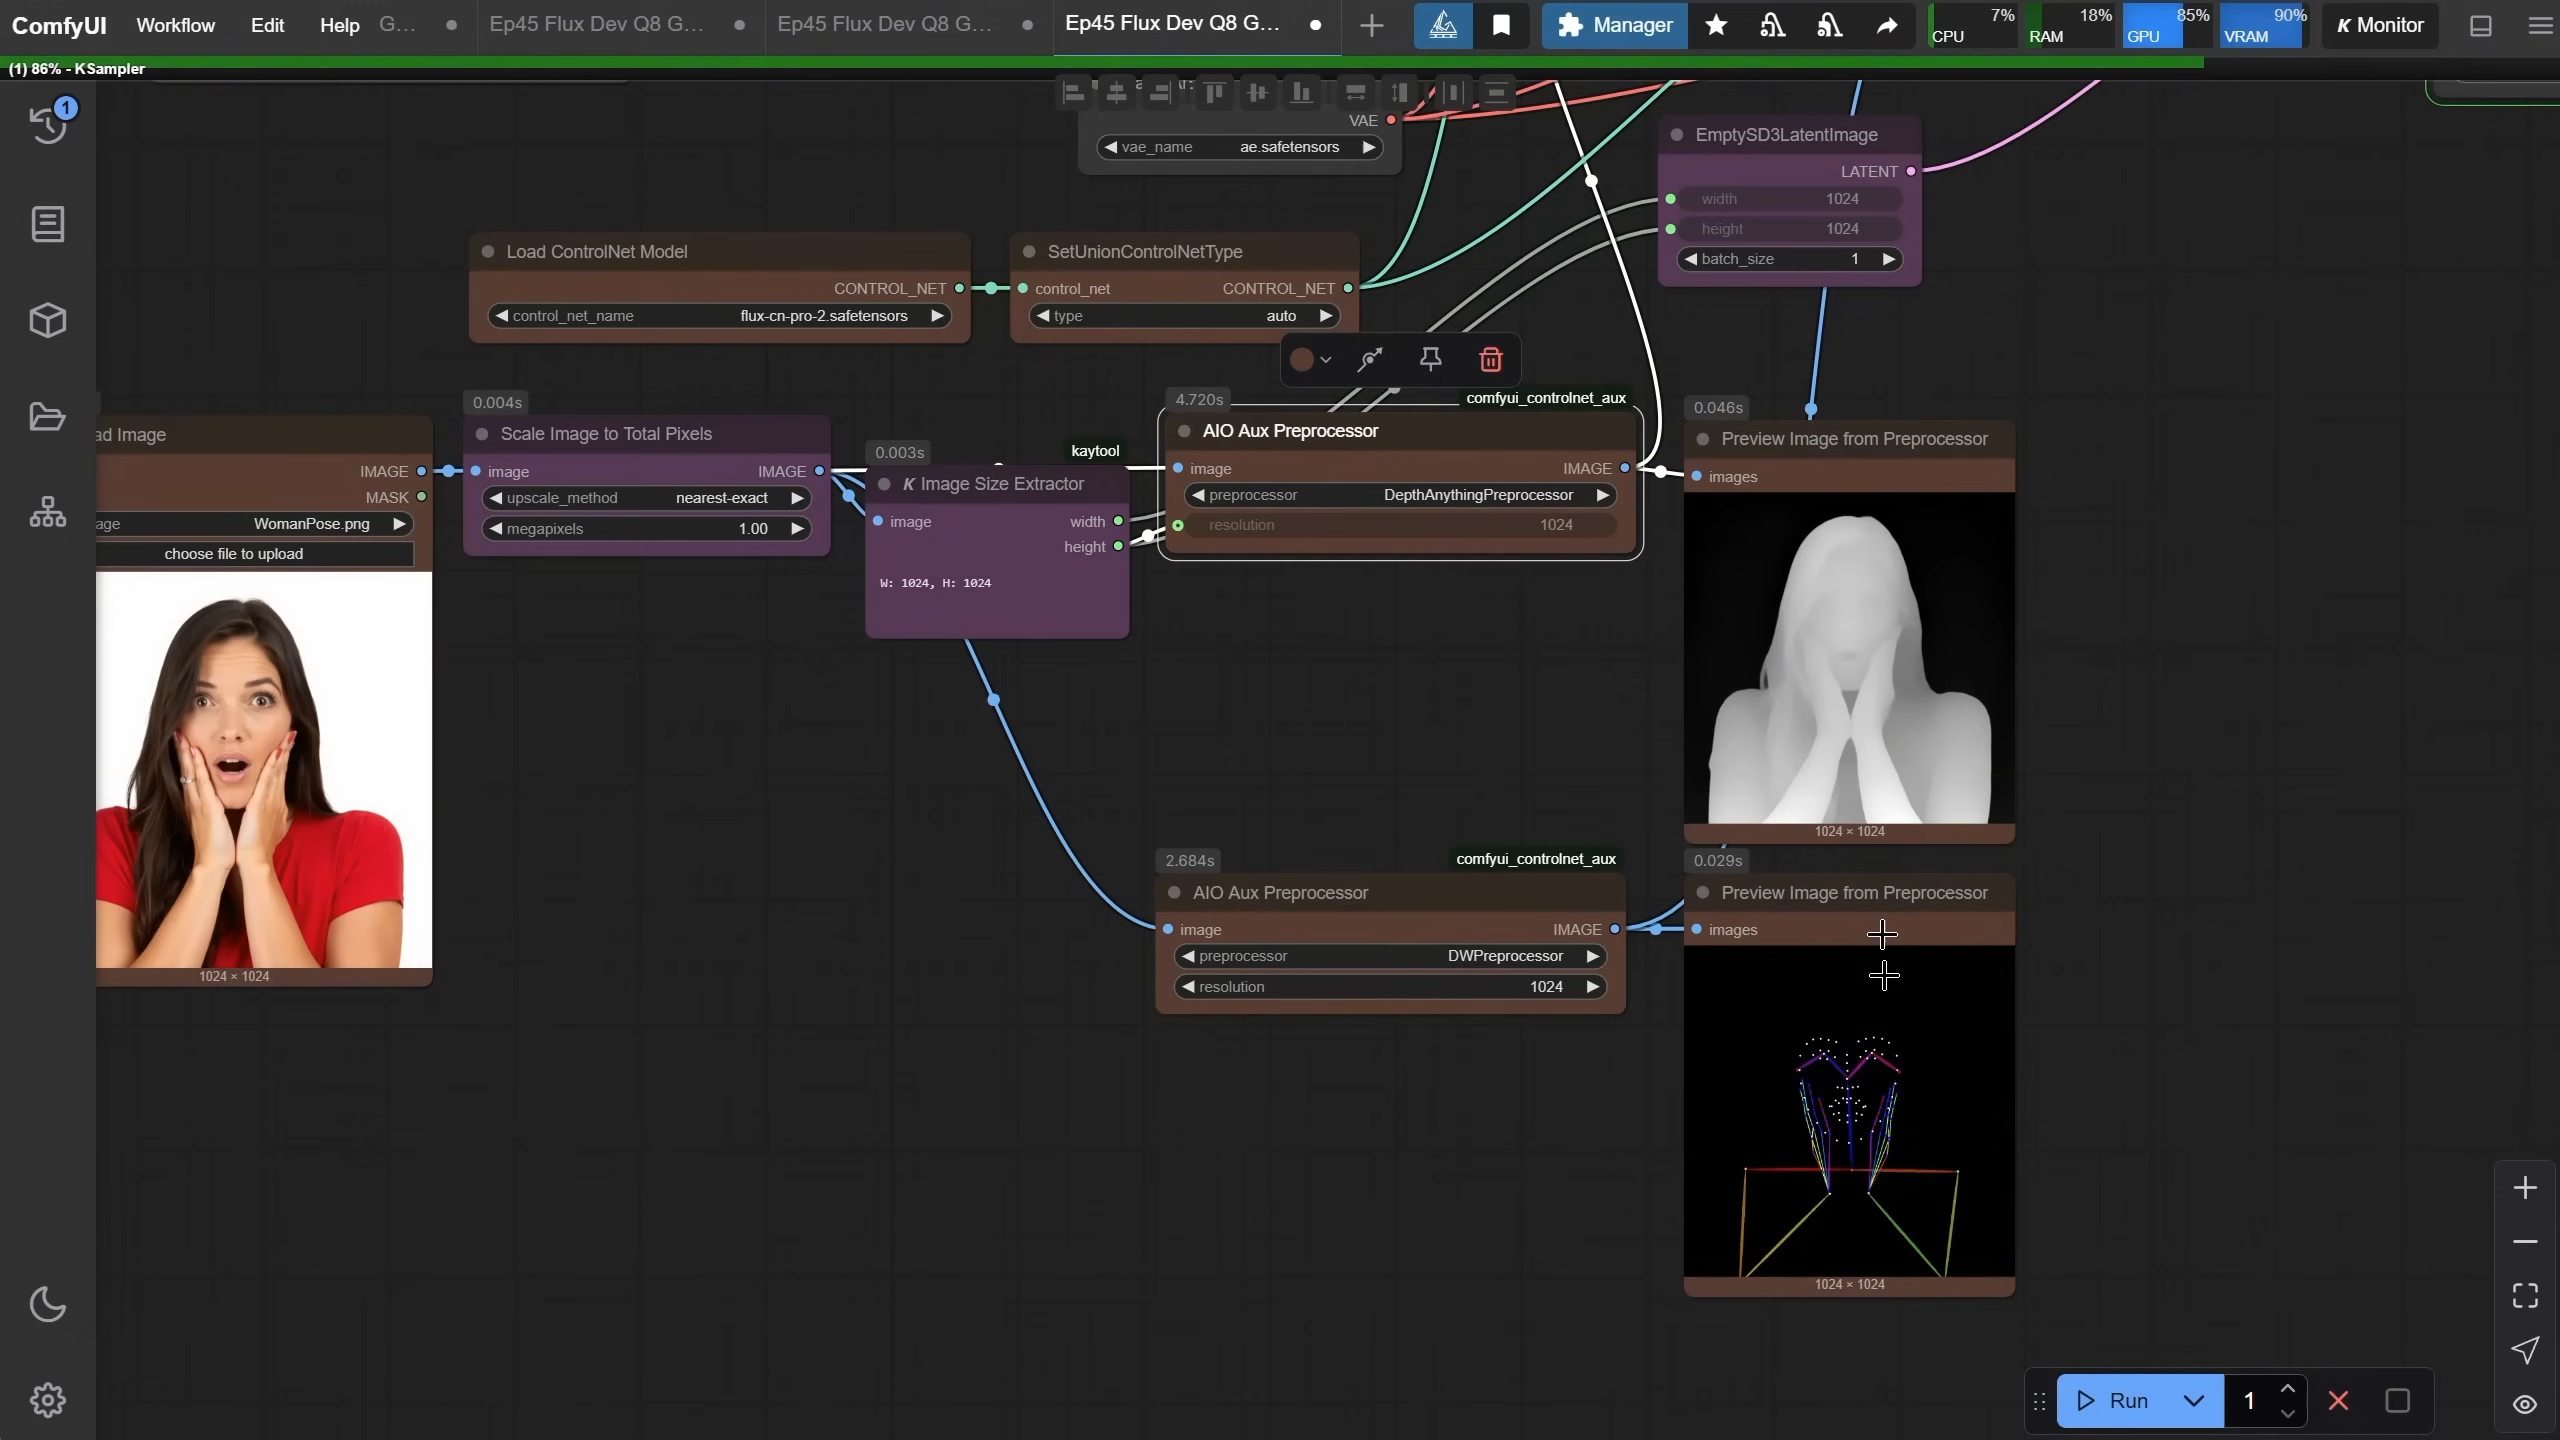 ComfyUI Workflow Edit Help G... Ep45 Flux Dev Q8 G... Ep45 Flux Dev Q8 G... Ep45 Flux Dev Q8 G... Manager 7% CPU 18% RAM 85% GPU 90% VRAM K Monitor
(1) 86% - KSampler
1
VAE
vae_name ae.safetensors
EmptySD3LatentImage
LATENT
width 1024
height 1024
batch_size 1
Load ControlNet Model
CONTROL_NET
control_net_name flux-cn-pro-2.safetensors
SetUnionControlNetType
control_net CONTROL_NET
type auto
ad Image
IMAGE
MASK
age WomanPose.png
choose file to upload
1024 × 1024
0.004s
Scale Image to Total Pixels
image IMAGE
upscale_method nearest-exact
megapixels 1.00
0.003s kaytool
K Image Size Extractor
image width
height
W: 1024, H: 1024
4.720s comfyui_controlnet_aux
AIO Aux Preprocessor
image IMAGE
preprocessor DepthAnythingPreprocessor
resolution 1024
0.046s
Preview Image from Preprocessor
images
1024 × 1024
2.684s comfyui_controlnet_aux
AIO Aux Preprocessor
image IMAGE
preprocessor DWPreprocessor
resolution 1024
0.029s
Preview Image from Preprocessor
images
1024 × 1024
Run 1